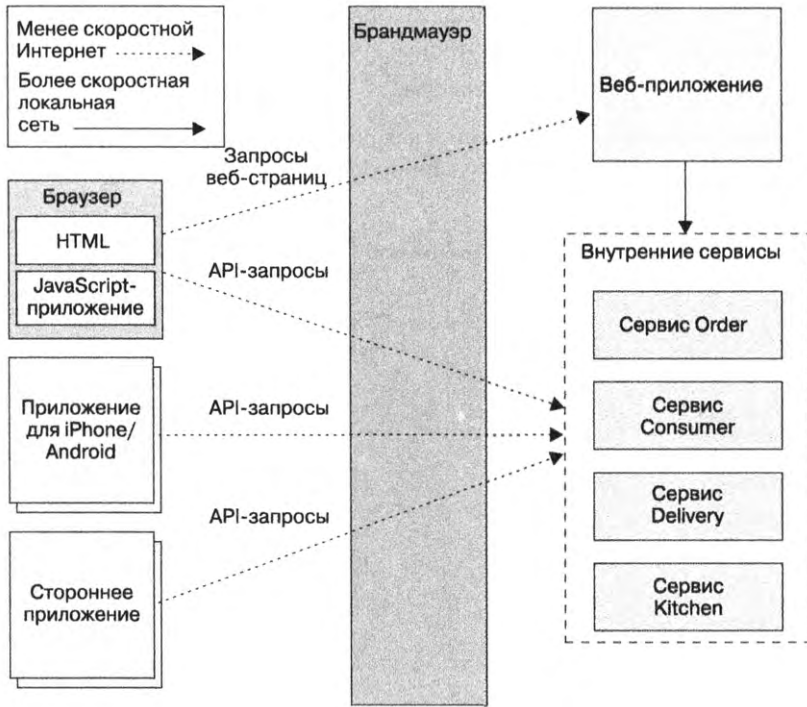 Менее скоростной
Интернет
Более скоростная
локальная
сеть
Брандмауэр
Веб-приложение
Запросы
веб-страниц
Браузер
HTML
JavaScript-
приложение
API-запросы
Внутренние сервисы
Сервис Order
Приложение
для iPhone/
Android
API-запросы
Сервис
Consumer
API-запросы
Сервис
Delivery
Стороннее
приложение
Сервис
Kitchen